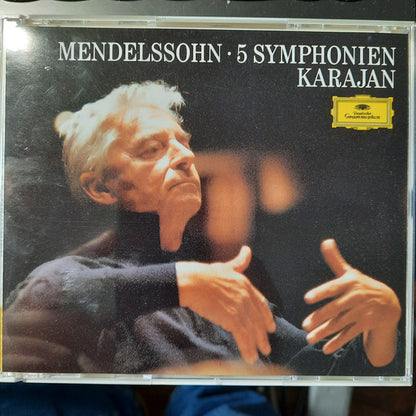 MENDELSSOHN · 5 SYMPHONIEN
KARAJAN
Deutsche
Grammophon